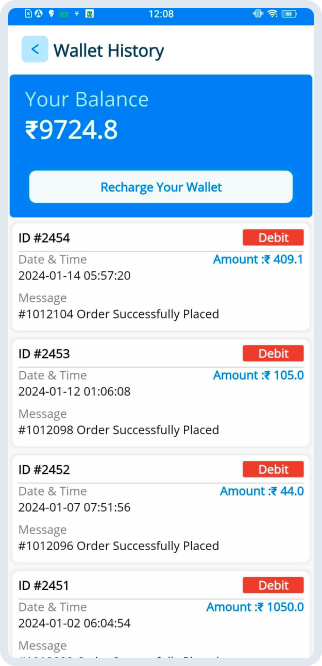 12:08
Wallet History
Your Balance
₹9724.8
Recharge Your Wallet
ID #2454 Debit
Date & Time Amount :₹ 409.1
2024-01-14 05:57:20
Message
#1012104 Order Successfully Placed
ID #2453 Debit
Date & Time Amount :₹ 105.0
2024-01-12 01:06:08
Message
#1012098 Order Successfully Placed
ID #2452 Debit
Date & Time Amount :₹ 44.0
2024-01-07 07:51:56
Message
#1012096 Order Successfully Placed
ID #2451 Debit
Date & Time Amount :₹ 1050.0
2024-01-02 06:04:54
Message